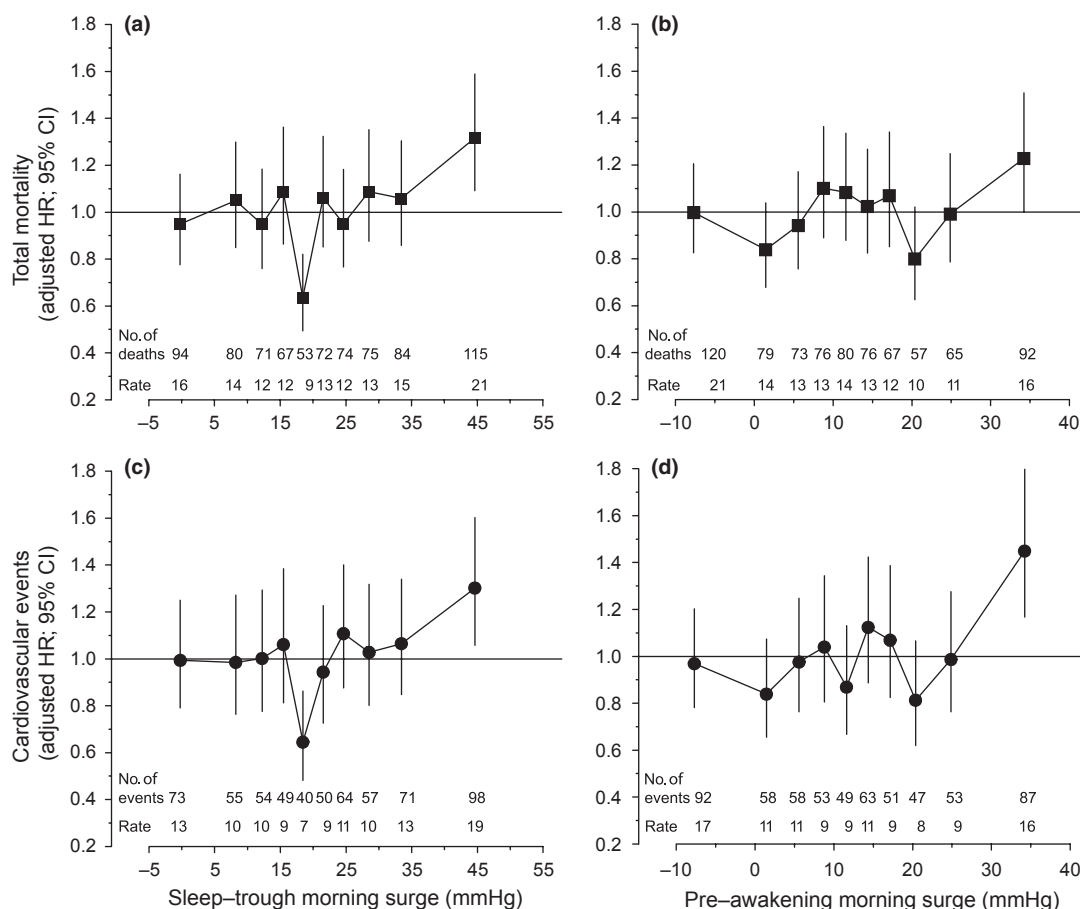 (a)
1.8
1.6
1.4
1.2
1.0
0.8
0.6
0.4
0.2
Total mortality
(adjusted HR; 95% CI)
No. of
deaths 94 80 71 67 53 72 74 75 84 115
Rate 16 14 12 12 9 13 12 13 15 21
–5 5 15 25 35 45 55
(b)
1.8
1.6
1.4
1.2
1.0
0.8
0.6
0.4
0.2
No. of
deaths 120 79 73 76 80 76 67 57 65 92
Rate 21 14 13 13 14 13 12 10 11 16
–10 0 10 20 30 40
(c)
1.8
1.6
1.4
1.2
1.0
0.8
0.6
0.4
0.2
Cardiovascular events
(adjusted HR; 95% CI)
No. of
events 73 55 54 49 40 50 64 57 71 98
Rate 13 10 10 9 7 9 11 10 13 19
–5 5 15 25 35 45 55
Sleep–trough morning surge (mmHg)
(d)
1.8
1.6
1.4
1.2
1.0
0.8
0.6
0.4
0.2
No. of
events 92 58 58 53 49 63 51 47 53 87
Rate 17 11 11 9 9 11 9 8 9 16
–10 0 10 20 30 40
Pre–awakening morning surge (mmHg)